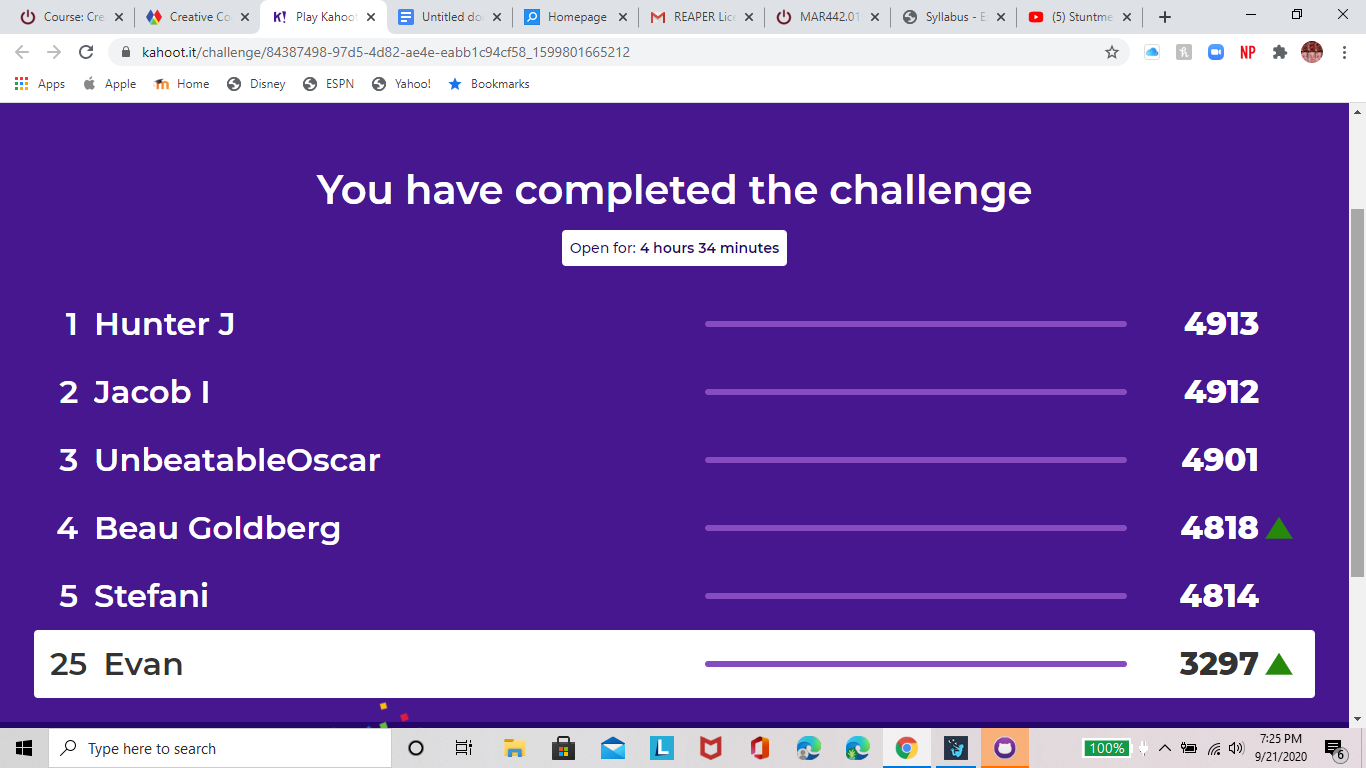 Course: Cre
Creative Co
K! Play Kahoot
Untitled do
Homepage
REAPER Lice
MAR442.01
Syllabus - E
(5) Stuntme
kahoot.it/challenge/84387498-97d5-4d82-ae4e-eabb1c94cf58_1599801665212
NP
Apps Apple Home Disney ESPN Yahoo! Bookmarks
You have completed the challenge
Open for: 4 hours 34 minutes
1 Hunter J 4913
2 Jacob I 4912
3 UnbeatableOscar 4901
4 Beau Goldberg 4818
5 Stefani 4814
25 Evan 3297
Type here to search
L
100%
7:25 PM
9/21/2020
6